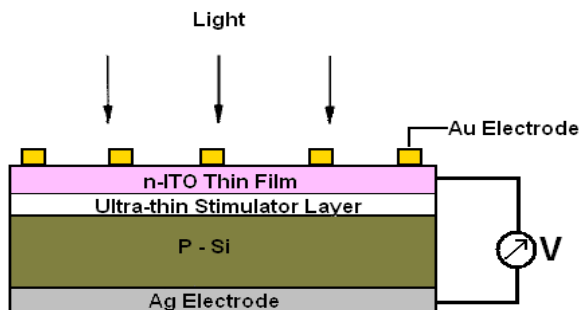 Light
Au Electrode
n-ITO Thin Film
Ultra-thin Stimulator Layer
P - Si
V
Ag Electrode